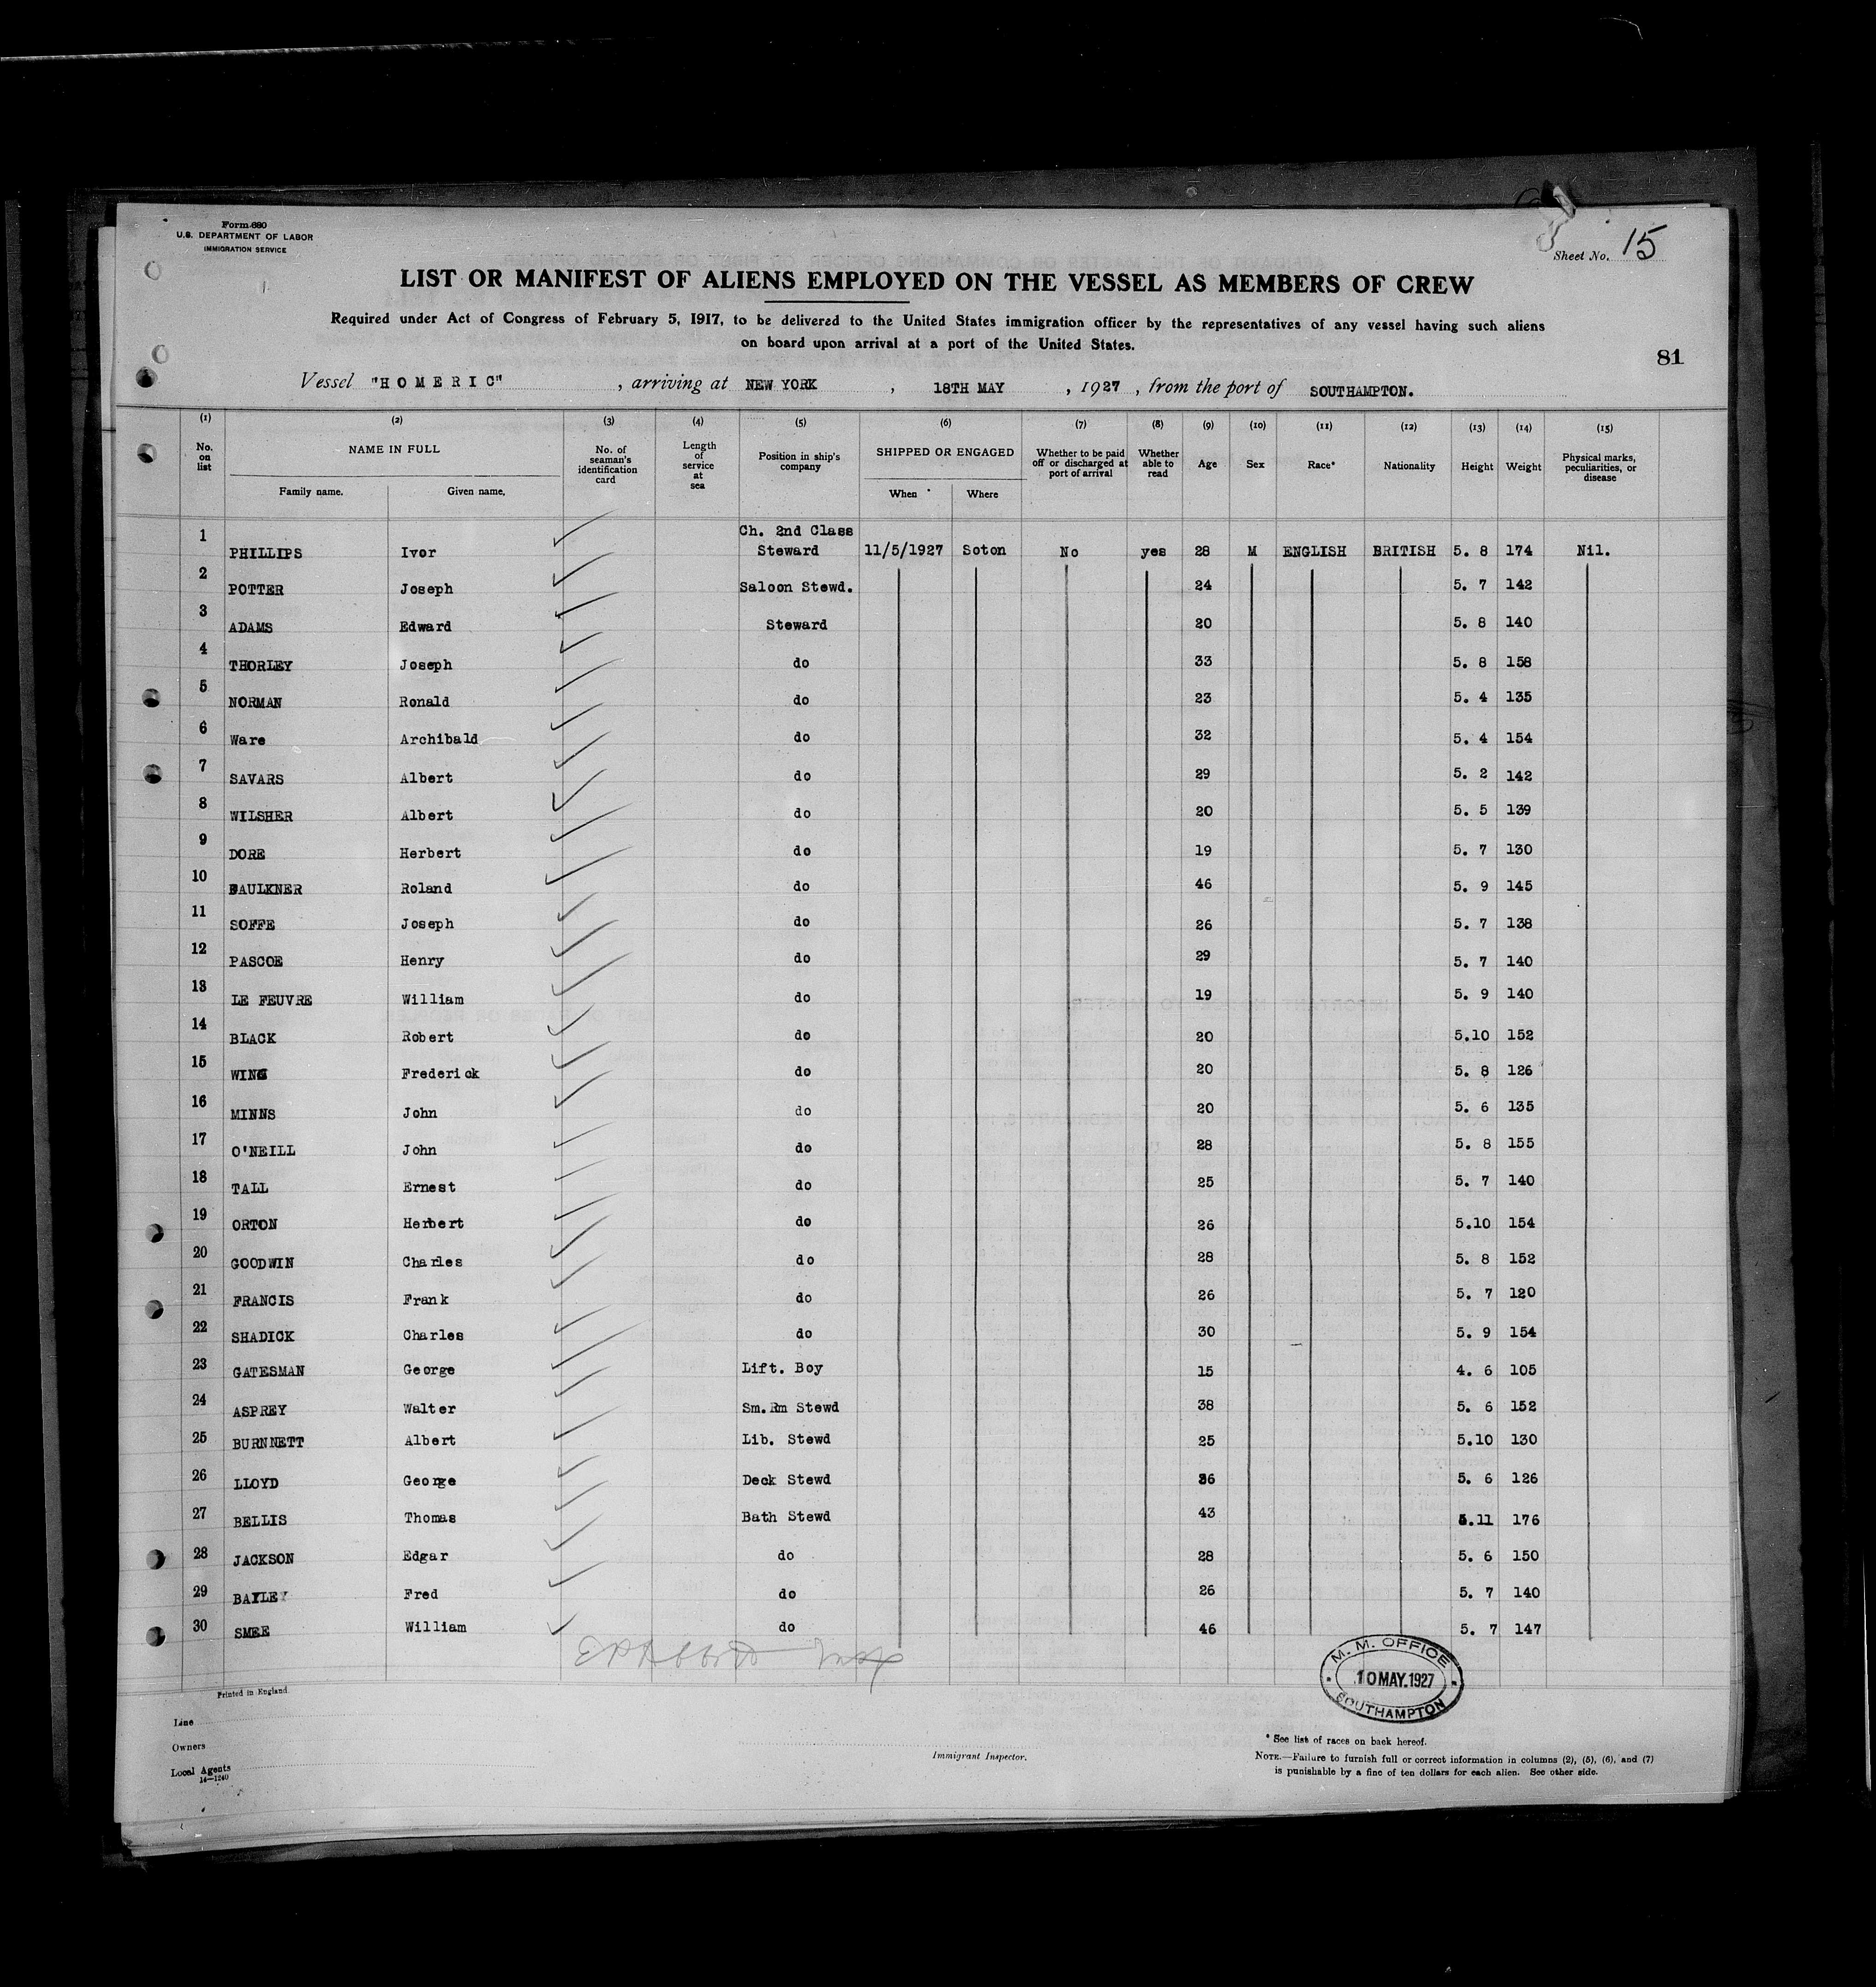 Form 680
U.S. DEPARTMENT OF LABOR
IMMIGRATION SERVICE
Sheet No. 15
LIST OR MANIFEST OF ALIENS EMPLOYED ON THE VESSEL AS MEMBERS OF CREW
Required under Act of Congress of February 5, 1917, to be delivered to the United States immigration officer by the representatives of any vessel having such aliens
on board upon arrival at a port of the United States.
81
Vessel "HOMERIC", arriving at NEW YORK, 18TH MAY, 1927, from the port of SOUTHAMPTON.
(1) (2) (3) (4) (5) (6) (7) (8) (9) (10) (11) (12) (13) (14) (15)
No. on list NAME IN FULL Family name. Given name. No. of seaman's identification card Length of service at sea Position in ship's company SHIPPED OR ENGAGED When Where Whether to be paid off or discharged at port of arrival Whether able to read Age Sex Race* Nationality Height Weight Physical marks, peculiarities, or disease
1 PHILLIPS Ivor Ch. 2nd Class Steward 11/5/1927 Soton No yes 28 M ENGLISH BRITISH 5. 8 174 Nil.
2 POTTER Joseph Saloon Stewd. 24 5. 7 142
3 ADAMS Edward Steward 20 5. 8 140
4 THORLEY Joseph do 33 5. 8 158
5 NORMAN Ronald do 23 5. 4 135
6 Ware Archibald do 32 5. 4 154
7 SAVARS Albert do 29 5. 2 142
8 WILSHER Albert do 20 5. 5 139
9 DORE Herbert do 19 5. 7 130
10 FAULKNER Roland do 46 5. 9 145
11 SOFFE Joseph do 26 5. 7 138
12 PASCOE Henry do 29 5. 7 140
13 LE FEUVRE William do 19 5. 9 140
14 BLACK Robert do 20 5.10 152
15 WING Frederick do 20 5. 8 126
16 MINNS John do 20 5. 6 135
17 O'NEILL John do 28 5. 8 155
18 TALL Ernest do 25 5. 7 140
19 ORTON Herbert do 26 5.10 154
20 GOODWIN Charles do 28 5. 8 152
21 FRANCIS Frank do 26 5. 7 120
22 SHADICK Charles do 30 5. 9 154
23 GATESMAN George Lift. Boy 15 4. 6 105
24 ASPREY Walter Sm.Rm Stewd 38 5. 6 152
25 BURNNETT Albert Lib. Stewd 25 5.10 130
26 LLOYD George Deck Stewd 36 5. 6 126
27 BELLIS Thomas Bath Stewd 43 5.11 176
28 JACKSON Edgar do 28 5. 6 150
29 BAILEY Fred do 26 5. 7 140
30 SMEE William do 46 5. 7 147
M. M. OFFICE
10 MAY. 1927
SOUTHAMPTON
Printed in England.
Line
Owners
Local Agents
14—1240
Immigrant Inspector.
* See list of races on back hereof.
NOTE.—Failure to furnish full or correct information in columns (2), (5), (6), and (7)
is punishable by a fine of ten dollars for each alien. See other side.